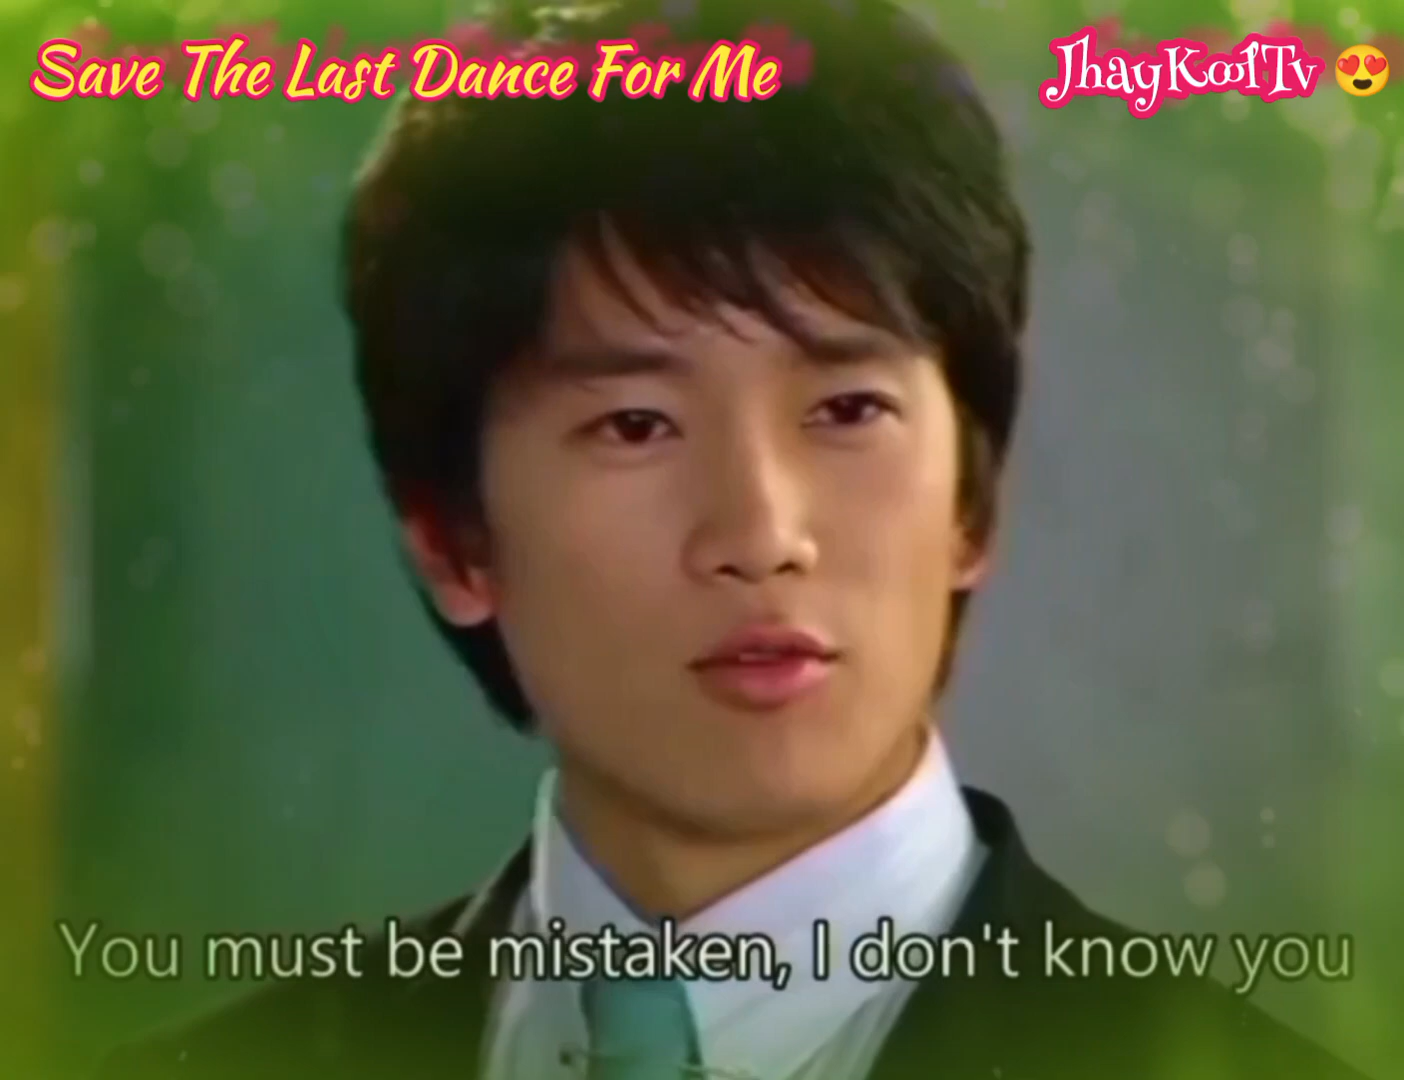 Save The Last Dance For Me
JhayKoolTv 😍
You must be mistaken, I don't know you